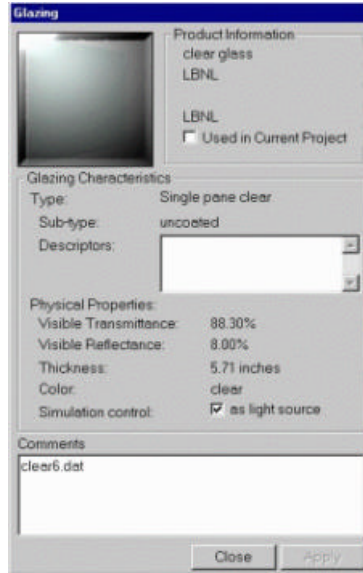 Glazing
Product Information
clear glass
LBNL
LBNL
Used in Current Project
Glazing Characteristics
Type: Single pane clear
Sub-type: uncoated
Descriptors:
Physical Properties:
Visible Transmittance: 88.30%
Visible Reflectance: 8.00%
Thickness: 5.71 inches
Color: clear
Simulation control: as light source
Comments
clear6.dat
Close Apply